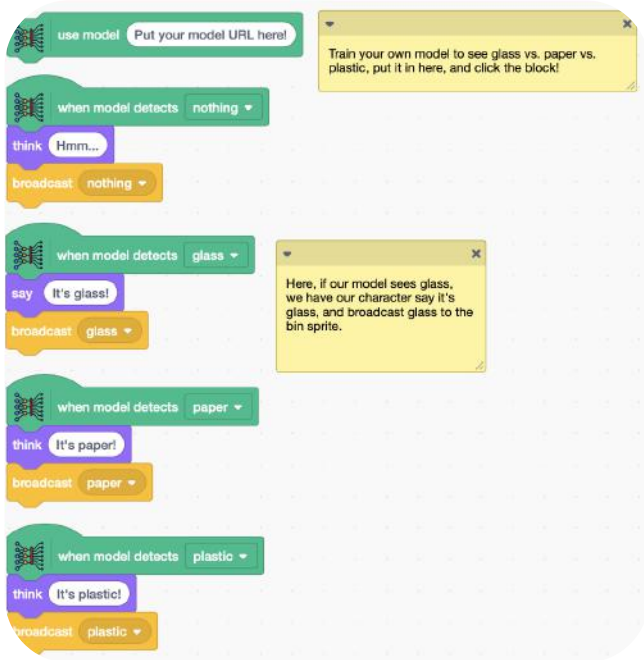 use model Put your model URL here!
Train your own model to see glass vs. paper vs.
plastic, put it in here, and click the block!
when model detects nothing
think Hmm...
broadcast nothing
when model detects glass
say It's glass!
broadcast glass
Here, if our model sees glass,
we have our character say it's
glass, and broadcast glass to the
bin sprite.
when model detects paper
think It's paper!
broadcast paper
when model detects plastic
think It's plastic!
broadcast plastic